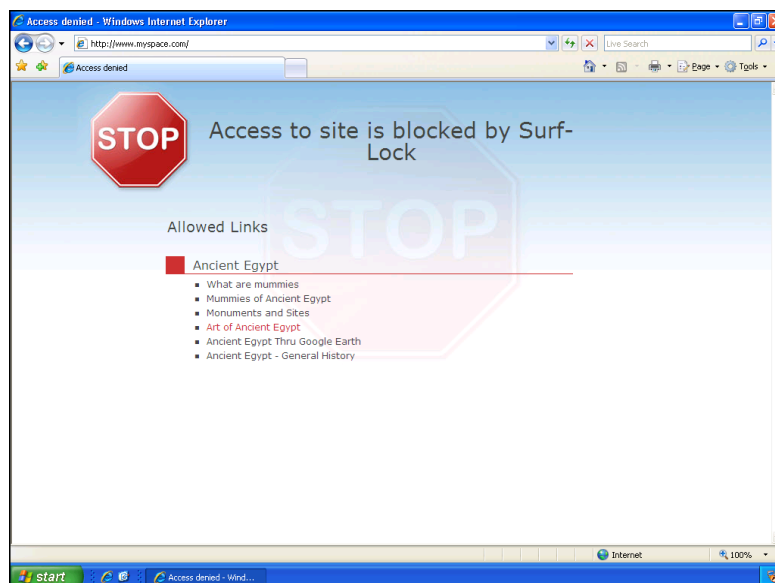 Access denied - Windows Internet Explorer
http://www.myspace.com/
Live Search
Access denied
Page
Tools
STOP
Access to site is blocked by Surf-
Lock
STOP
Allowed Links
Ancient Egypt
What are mummies
Mummies of Ancient Egypt
Monuments and Sites
Art of Ancient Egypt
Ancient Egypt Thru Google Earth
Ancient Egypt - General History
Internet
100%
start
Access denied - Wind...